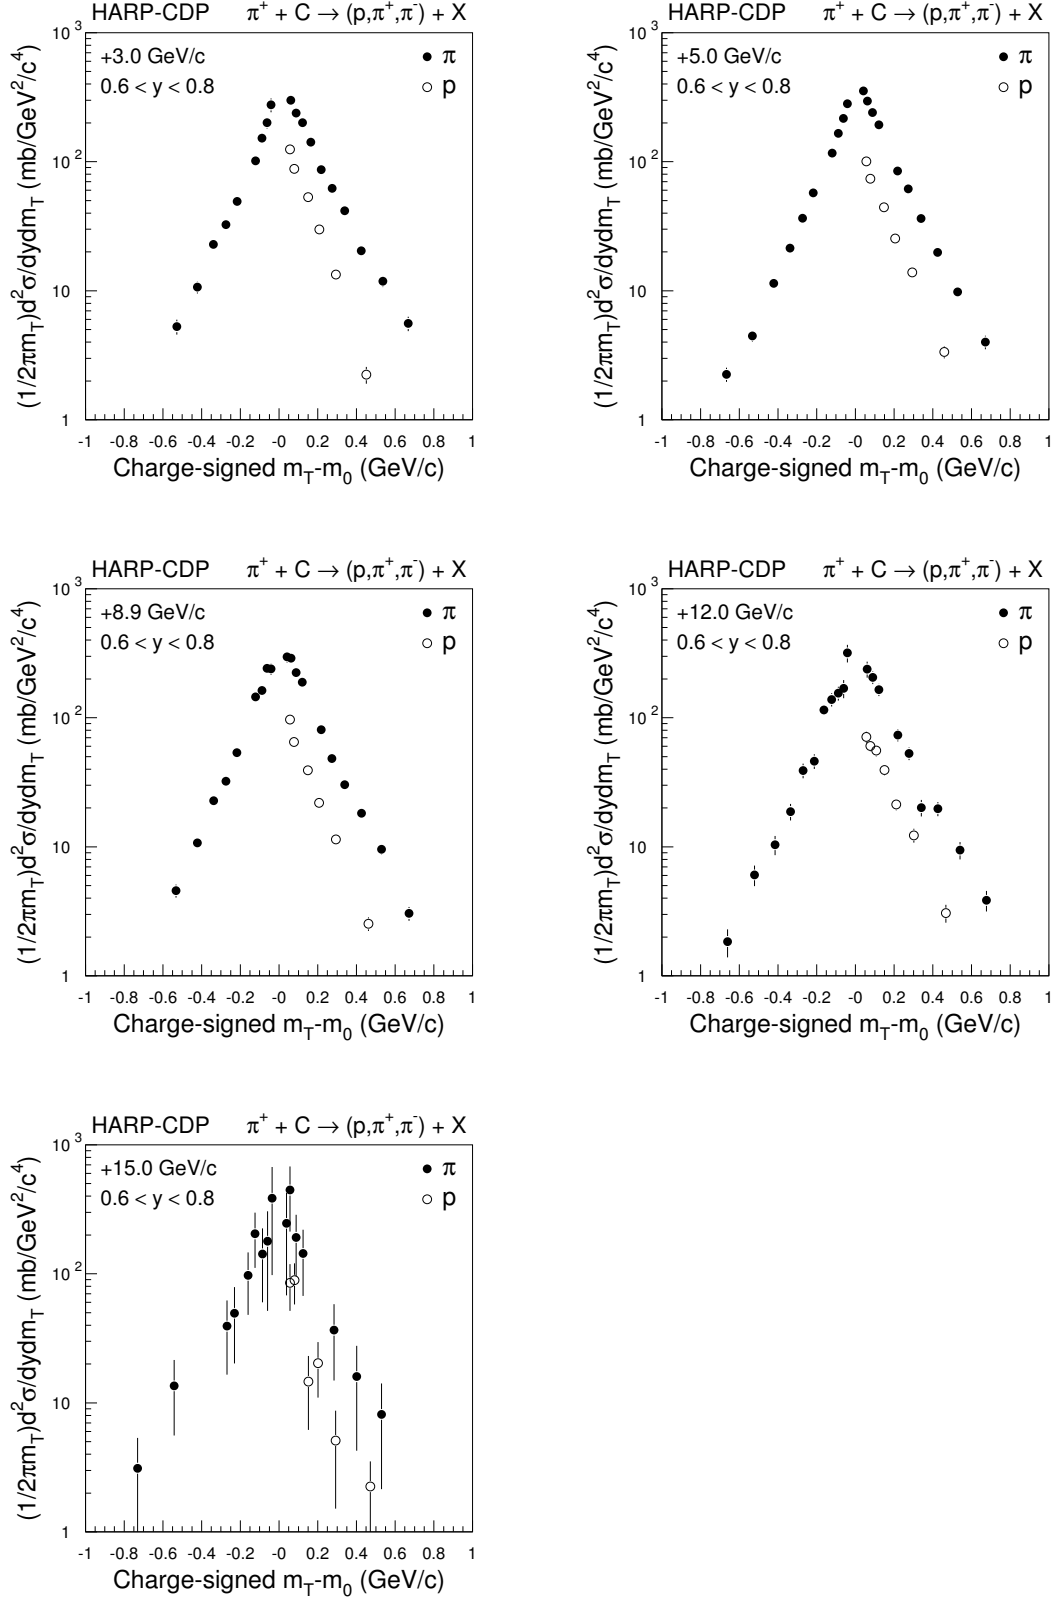 HARP-CDP π⁺ + C → (p,π⁺,π⁻) + X
+3.0 GeV/c
0.6 < y < 0.8
π
p
10³
10²
10
1
(1/2πm_T)d²σ/dydm_T (mb/GeV²/c⁴)
-1 -0.8 -0.6 -0.4 -0.2 -0 0.2 0.4 0.6 0.8 1
Charge-signed m_T-m_0 (GeV/c)
HARP-CDP π⁺ + C → (p,π⁺,π⁻) + X
+5.0 GeV/c
0.6 < y < 0.8
π
p
10³
10²
10
1
(1/2πm_T)d²σ/dydm_T (mb/GeV²/c⁴)
-1 -0.8 -0.6 -0.4 -0.2 -0 0.2 0.4 0.6 0.8 1
Charge-signed m_T-m_0 (GeV/c)
HARP-CDP π⁺ + C → (p,π⁺,π⁻) + X
+8.9 GeV/c
0.6 < y < 0.8
π
p
10³
10²
10
1
(1/2πm_T)d²σ/dydm_T (mb/GeV²/c⁴)
-1 -0.8 -0.6 -0.4 -0.2 -0 0.2 0.4 0.6 0.8 1
Charge-signed m_T-m_0 (GeV/c)
HARP-CDP π⁺ + C → (p,π⁺,π⁻) + X
+12.0 GeV/c
0.6 < y < 0.8
π
p
10³
10²
10
1
(1/2πm_T)d²σ/dydm_T (mb/GeV²/c⁴)
-1 -0.8 -0.6 -0.4 -0.2 -0 0.2 0.4 0.6 0.8 1
Charge-signed m_T-m_0 (GeV/c)
HARP-CDP π⁺ + C → (p,π⁺,π⁻) + X
+15.0 GeV/c
0.6 < y < 0.8
π
p
10³
10²
10
1
(1/2πm_T)d²σ/dydm_T (mb/GeV²/c⁴)
-1 -0.8 -0.6 -0.4 -0.2 -0 0.2 0.4 0.6 0.8 1
Charge-signed m_T-m_0 (GeV/c)